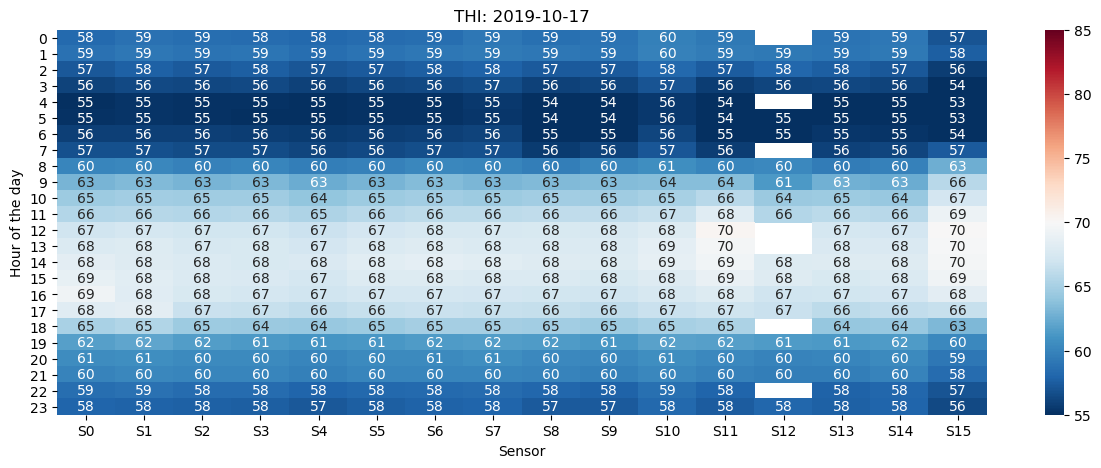 THI: 2019-10-17
0 58 59 59 58 58 58 59 59 59 59 60 59 59 59 57
1 59 59 59 59 59 59 59 59 59 59 60 59 59 59 59 58
2 57 58 57 58 57 57 58 58 57 57 58 57 58 58 57 56
3 56 56 56 56 56 56 56 57 56 56 57 56 56 56 56 54
4 55 55 55 55 55 55 55 55 54 54 56 54 55 55 53
5 55 55 55 55 55 55 55 55 54 54 56 54 55 55 55 53
6 56 56 56 56 56 56 56 56 55 55 56 55 55 55 55 54
7 57 57 57 57 56 56 57 57 56 56 57 56 56 56 57
8 60 60 60 60 60 60 60 60 60 60 61 60 60 60 60 63
9 63 63 63 63 63 63 63 63 63 63 64 64 61 63 63 66
10 65 65 65 65 64 65 65 65 65 65 65 66 64 65 64 67
11 66 66 66 66 65 66 66 66 66 66 67 68 66 66 66 69
12 67 67 67 67 67 67 68 67 68 68 68 70 67 67 70
13 68 68 67 68 67 68 68 68 68 68 69 70 68 68 70
14 68 68 68 68 68 68 68 68 68 68 69 69 68 68 68 70
15 69 68 68 68 67 68 68 68 68 68 68 69 68 68 68 69
16 69 68 68 67 67 67 67 67 67 67 68 68 67 67 67 68
17 68 68 67 67 66 66 67 67 66 66 67 67 67 66 66 66
18 65 65 65 64 64 65 65 65 65 65 65 65 64 64 63
19 62 62 62 61 61 61 62 62 62 61 62 62 61 61 62 60
20 61 61 60 60 60 60 61 61 60 60 61 60 60 60 60 59
21 60 60 60 60 60 60 60 60 60 60 60 60 60 60 60 58
22 59 59 58 58 58 58 58 58 58 58 59 58 58 58 57
23 58 58 58 58 57 58 58 58 57 57 58 58 58 58 58 56
S0 S1 S2 S3 S4 S5 S6 S7 S8 S9 S10 S11 S12 S13 S14 S15
Sensor
Hour of the day
85
80
75
70
65
60
55